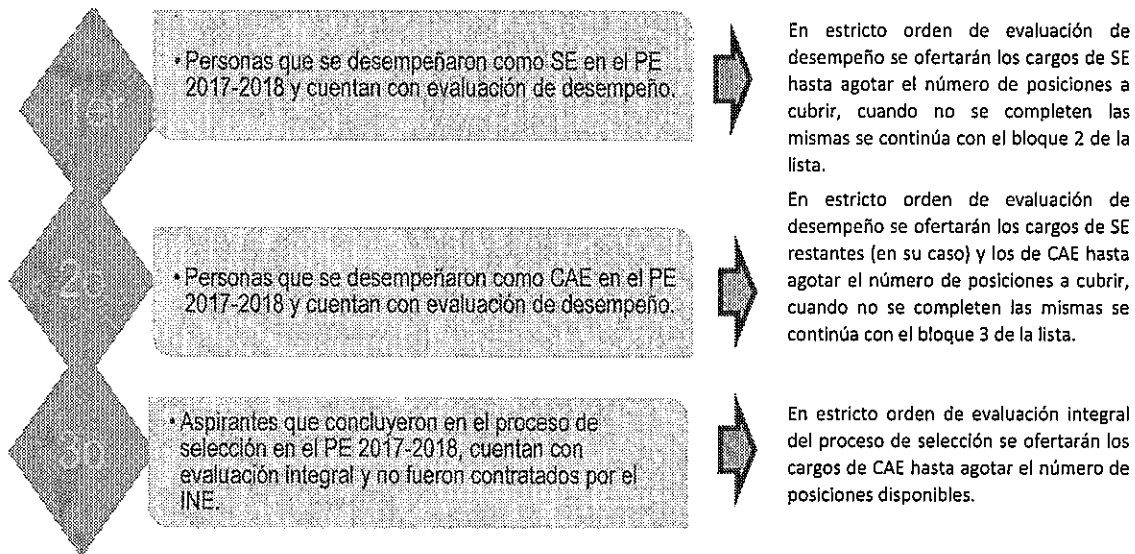 1er
• Personas que se desempeñaron como SE en el PE
2017-2018 y cuentan con evaluación de desempeño.
En estricto orden de evaluación de
desempeño se ofertarán los cargos de SE
hasta agotar el número de posiciones a
cubrir, cuando no se completen las
mismas se continúa con el bloque 2 de la
lista.
2o
• Personas que se desempeñaron como CAE en el PE
2017-2018 y cuentan con evaluación de desempeño.
En estricto orden de evaluación de
desempeño se ofertarán los cargos de SE
restantes (en su caso) y los de CAE hasta
agotar el número de posiciones a cubrir,
cuando no se completen las mismas se
continúa con el bloque 3 de la lista.
3o
• Aspirantes que concluyeron en el proceso de
selección en el PE 2017-2018, cuentan con
evaluación integral y no fueron contratados por el
INE.
En estricto orden de evaluación integral
del proceso de selección se ofertarán los
cargos de CAE hasta agotar el número de
posiciones disponibles.